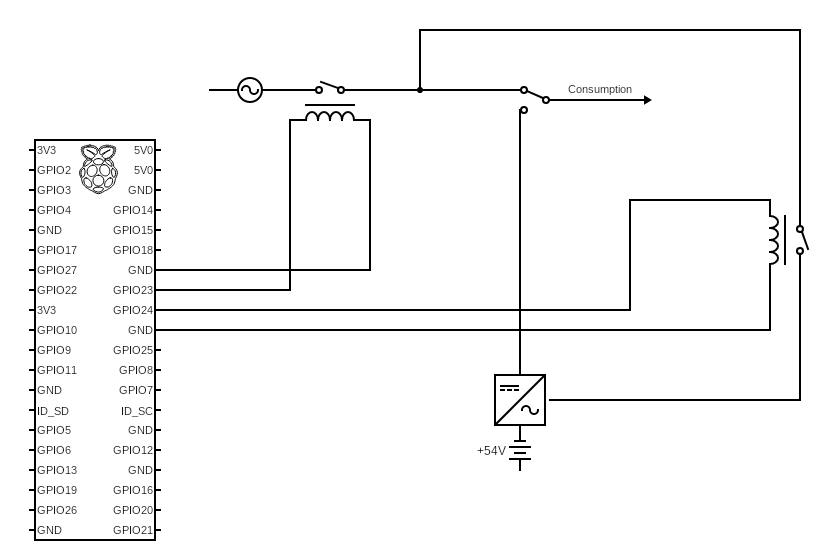 Consumption
3V3 5V0
GPIO2 5V0
GPIO3 GND
GPIO4 GPIO14
GND GPIO15
GPIO17 GPIO18
GPIO27 GND
GPIO22 GPIO23
3V3 GPIO24
GPIO10 GND
GPIO9 GPIO25
GPIO11 GPIO8
GND GPIO7
ID_SD ID_SC
GPIO5 GND
GPIO6 GPIO12
GPIO13 GND
GPIO19 GPIO16
GPIO26 GPIO20
GND GPIO21
+54V